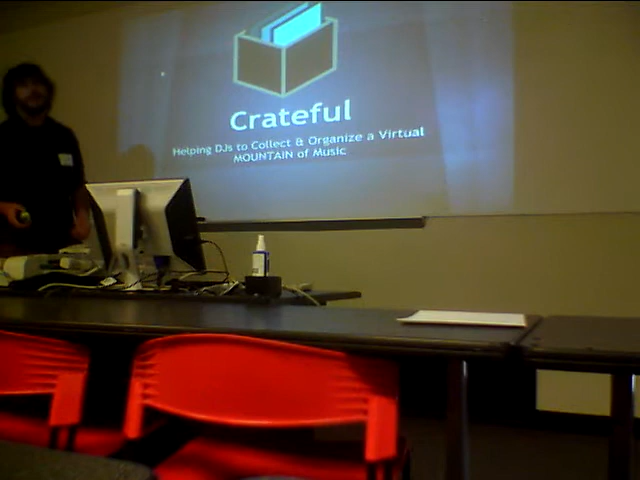 Crateful
Helping DJs to Collect & Organize a Virtual
MOUNTAIN of Music